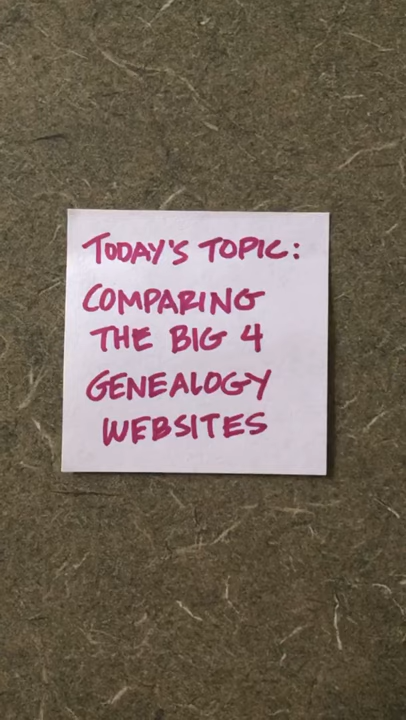 TODAY'S TOPIC:
COMPARING
THE BIG 4
GENEALOGY
WEBSITES